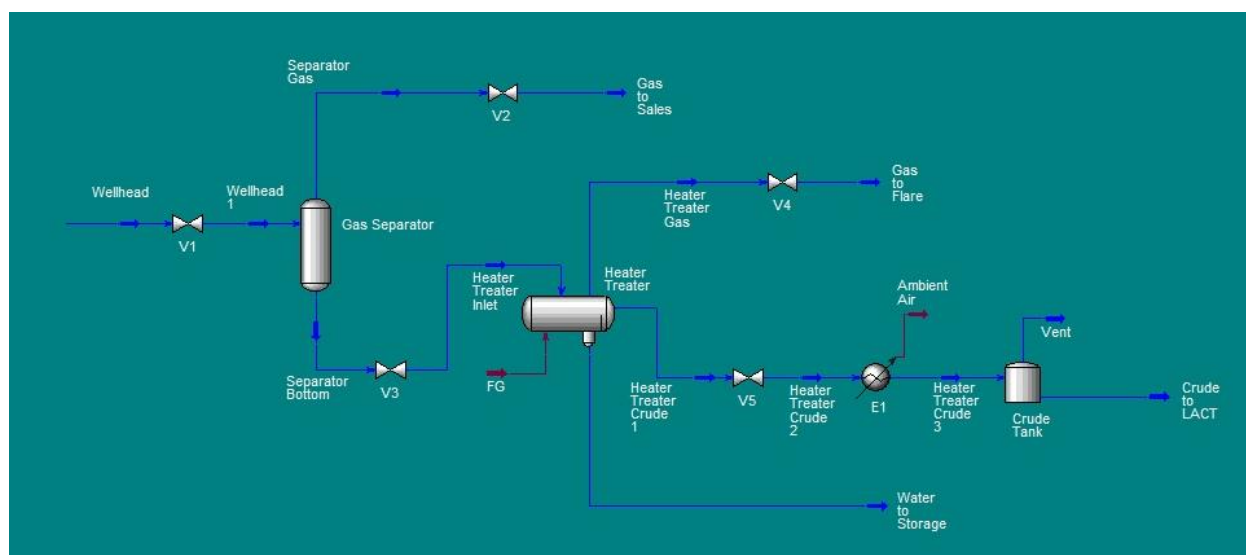 Separator
Gas
V2
Gas
to
Sales
Wellhead
V1
Wellhead
1
Gas Separator
Heater
Treater
Gas
V4
Gas
to
Flare
Separator
Bottom
V3
Heater
Treater
Inlet
FG
Heater
Treater
Heater
Treater
Crude
1
V5
Heater
Treater
Crude
2
E1
Ambient
Air
Heater
Treater
Crude
3
Vent
Crude
Tank
Crude
to
LACT
Water
to
Storage